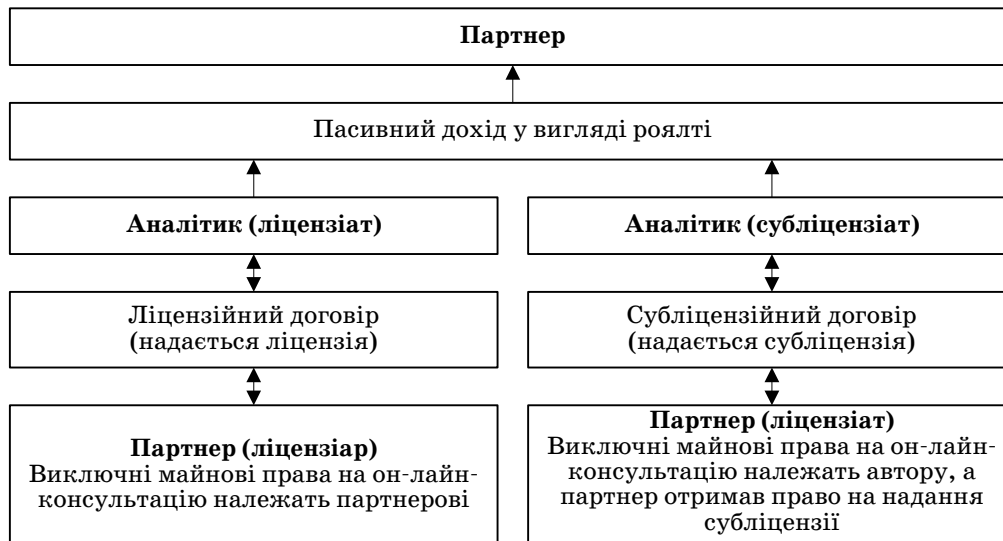 Партнер
Пасивний дохід у вигляді роялті
Аналітик (ліцензіат)
Аналітик (субліцензіат)
Ліцензійний договір
(надається ліцензія)
Субліцензійний договір
(надається субліцензія)
Партнер (ліцензіар)
Виключні майнові права на он-лайн-
консультацію належать партнерові
Партнер (ліцензіат)
Виключні майнові права на он-лайн-
консультацію належать автору, а
партнер отримав право на надання
субліцензії